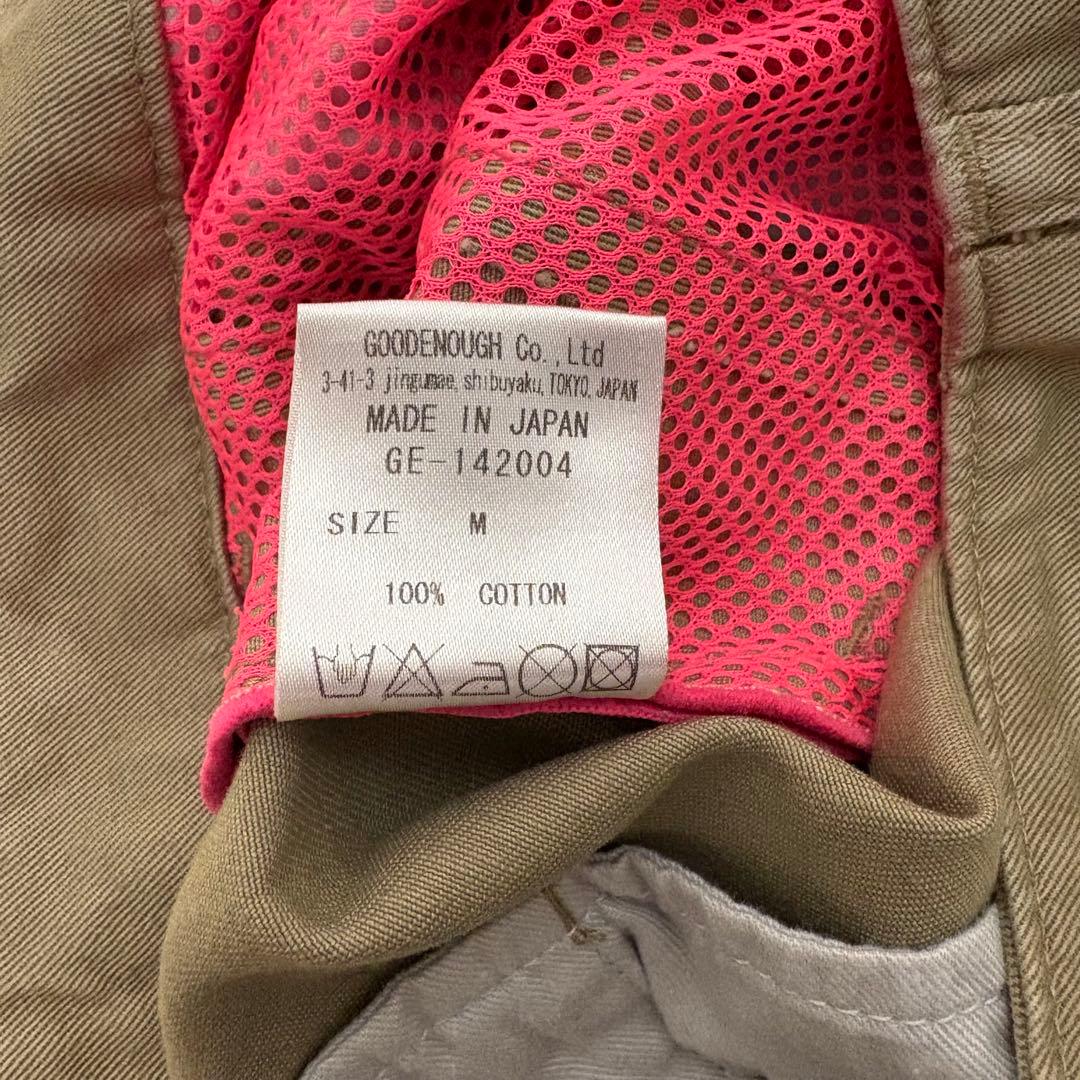 GOODENOUGH Co.,Ltd
3-41-3 jingumae, shibuyaku, TOKYO, JAPAN
MADE IN JAPAN
GE-142004
SIZE M
100% COTTON